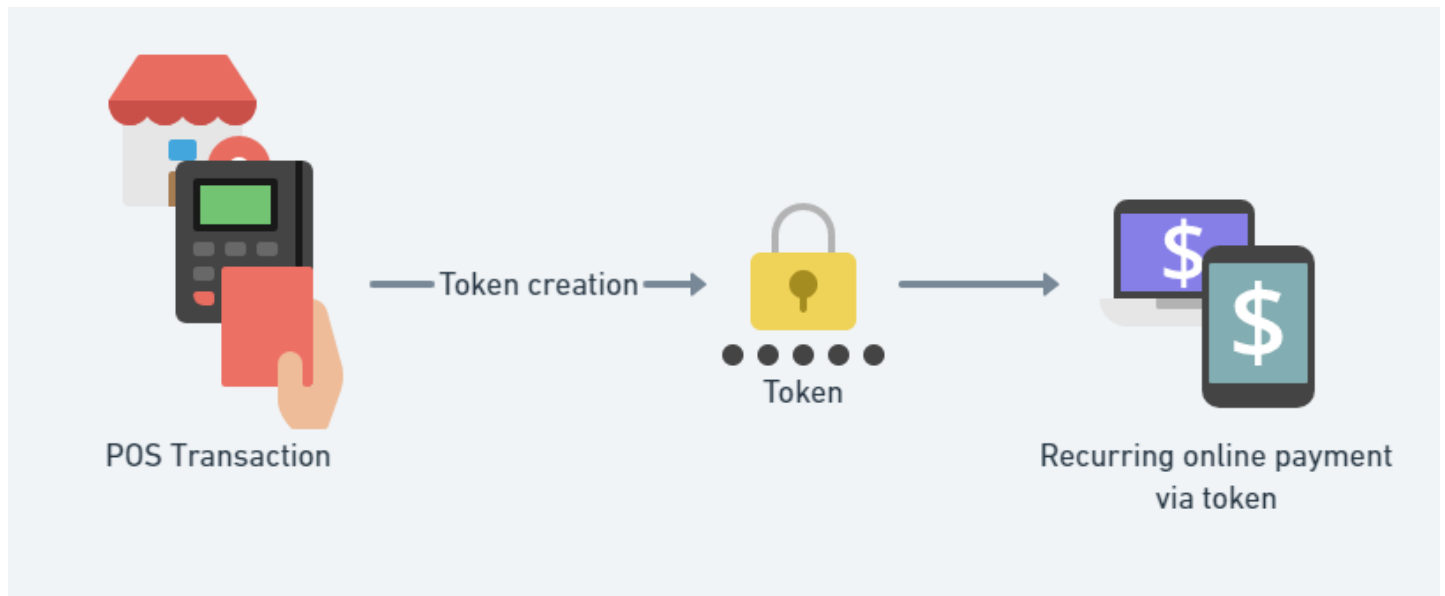 Token creation
Token
POS Transaction
Recurring online payment
via token
$
$